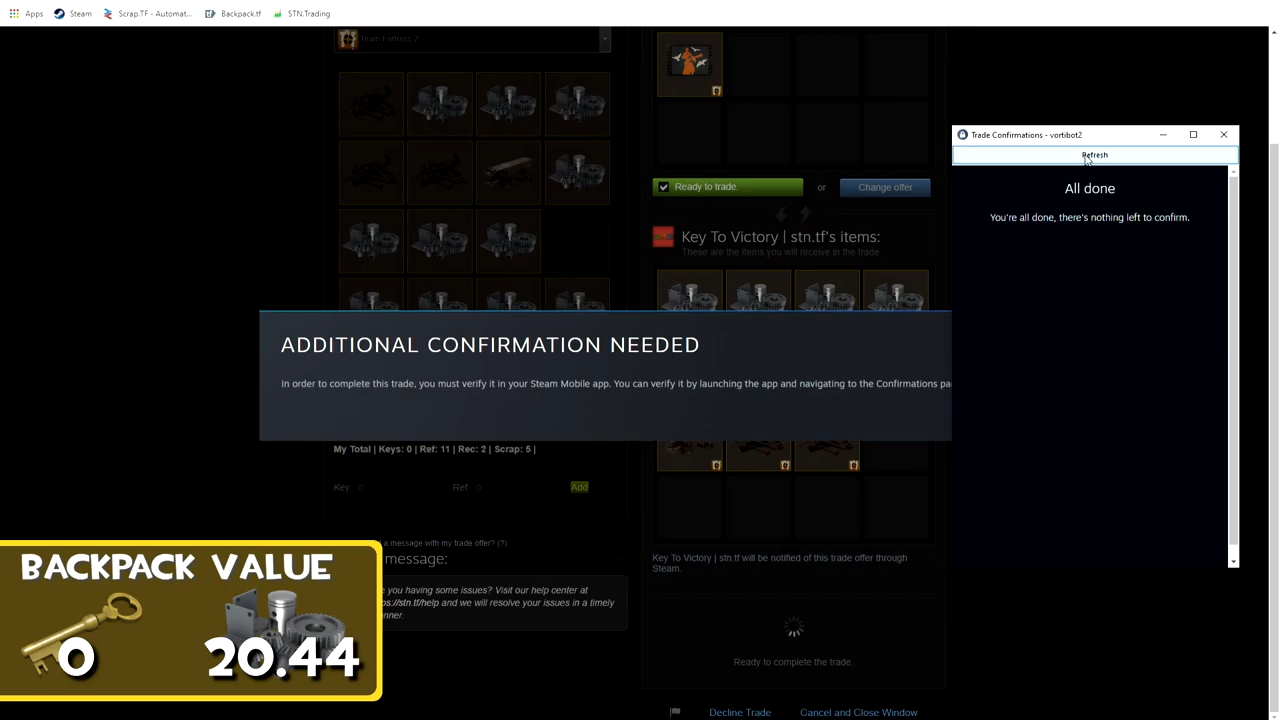 Apps
Steam
Scrap.TF - Automat...
Backpack.tf
STN.Trading
Team Fortress 2
Ready to trade.
or
Change offer
Key To Victory | stn.tf's items:
These are the items you will receive in the trade.
Trade Confirmations - vortibot2
Refresh
All done
You're all done, there's nothing left to confirm.
ADDITIONAL CONFIRMATION NEEDED
In order to complete this trade, you must verify it in your Steam Mobile app. You can verify it by launching the app and navigating to the Confirmations pa
My Total | Keys: 0 | Ref: 11 | Rec: 2 | Scrap: 5 |
Key 0
Ref 0
Add
a message with my trade offer? (?)
message:
e you having some issues? Visit our help center at
ps://stn.tf/help and we will resolve your issues in a timely
nner.
Key To Victory | stn.tf will be notified of this trade offer through
Steam.
Ready to complete the trade.
Decline Trade
Cancel and Close Window
BACKPACK VALUE
0
20.44